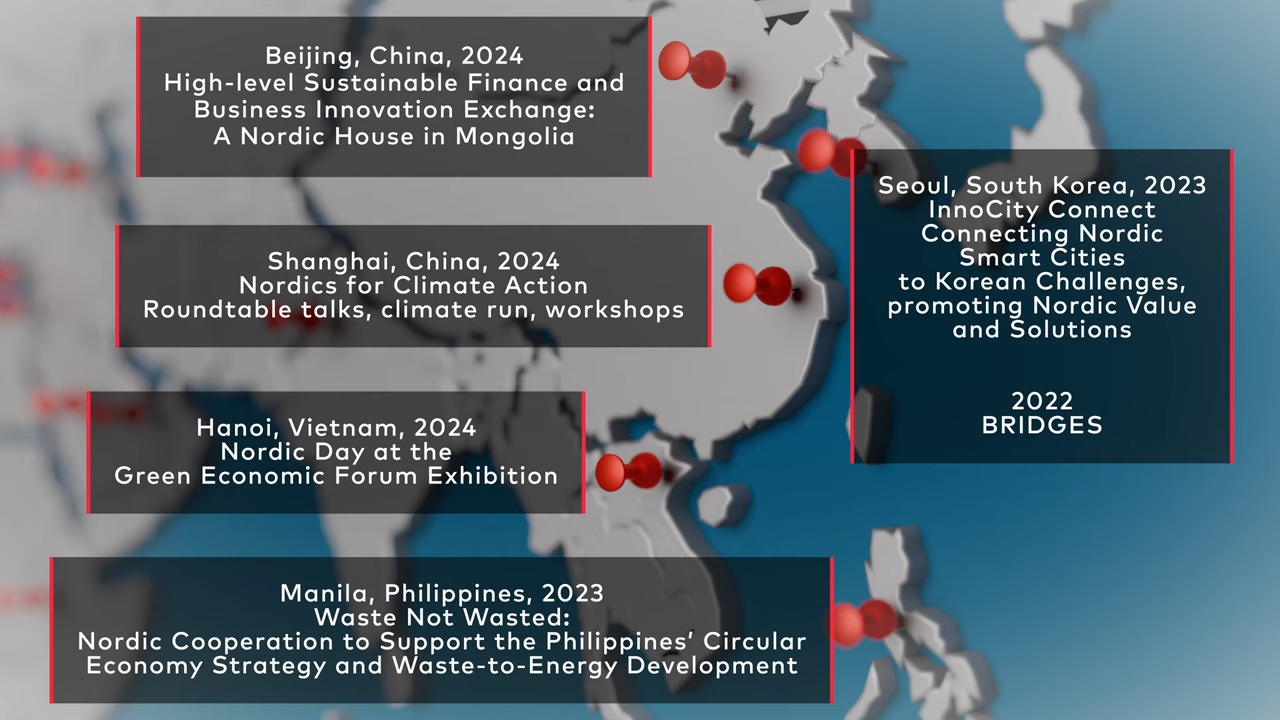 Beijing, China, 2024
High-level Sustainable Finance and
Business Innovation Exchange:
A Nordic House in Mongolia
Shanghai, China, 2024
Nordics for Climate Action
Roundtable talks, climate run, workshops
Hanoi, Vietnam, 2024
Nordic Day at the
Green Economic Forum Exhibition
Manila, Philippines, 2023
Waste Not Wasted:
Nordic Cooperation to Support the Philippines’ Circular
Economy Strategy and Waste-to-Energy Development
Seoul, South Korea, 2023
InnoCity Connect
Connecting Nordic
Smart Cities
to Korean Challenges,
promoting Nordic Value
and Solutions
2022
BRIDGES